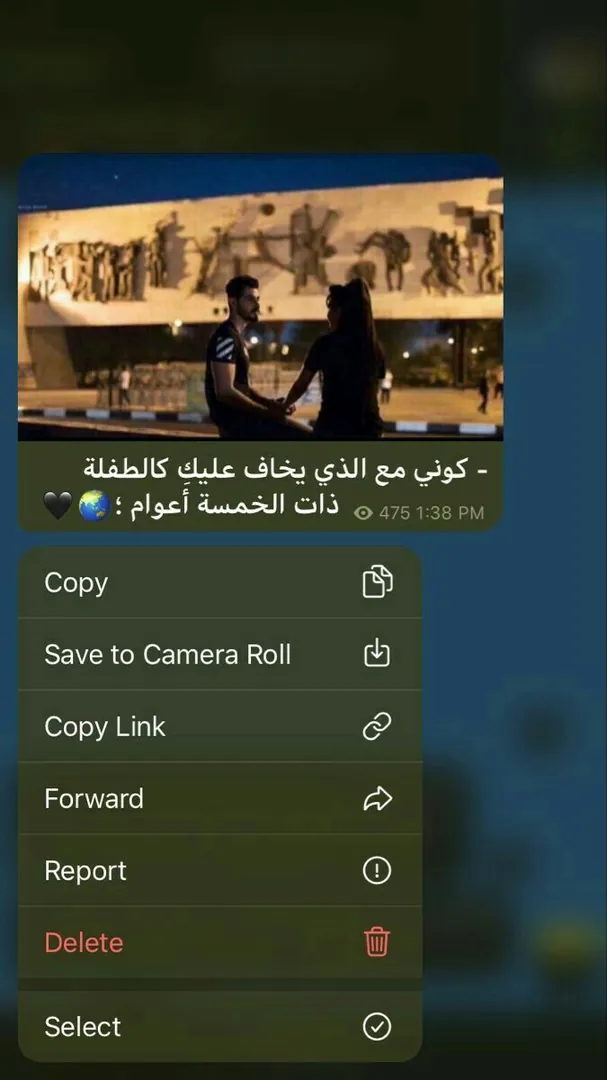 - كوني مع الذي يخاف عليكِ كالطفلة
ذات الخمسة أعوام ؛🌏🖤
475 1:38 PM
Copy
Save to Camera Roll
Copy Link
Forward
Report
Delete
Select